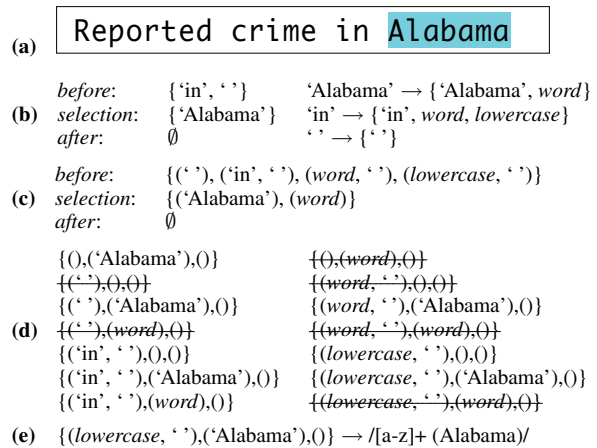 (a) Reported crime in Alabama
before: {‘in’, ‘ ’} ‘Alabama’ → {‘Alabama’, word}
(b) selection: {‘Alabama’} ‘in’ → {‘in’, word, lowercase}
after: ∅ ‘ ’ → {‘ ’}
before: {(‘ ’), (‘in’, ‘ ’), (word, ‘ ’), (lowercase, ‘ ’)}
(c) selection: {(‘Alabama’), (word)}
after: ∅
{(),(‘Alabama’),()} {(),(word),()}
{(‘ ’),(),()} {(word, ‘ ’),(),()}
{(‘ ’),(‘Alabama’),()} {(word, ‘ ’),(‘Alabama’),()}
(d) {(‘ ’),(word),()} {(word, ‘ ’),(word),()}
{(‘in’, ‘ ’),(),()} {(lowercase, ‘ ’),(),()}
{(‘in’, ‘ ’),(‘Alabama’),()} {(lowercase, ‘ ’),(‘Alabama’),()}
{(‘in’, ‘ ’),(word),()} {(lowercase, ‘ ’),(word),()}
(e) {(lowercase, ‘ ’),(‘Alabama’),()} → /[a-z]+ (Alabama)/